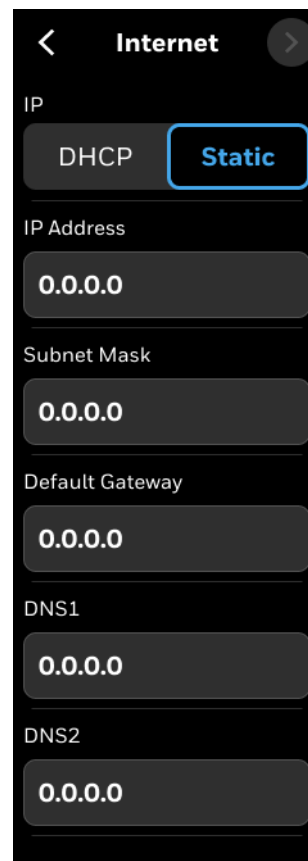 Internet
IP
DHCP Static
IP Address
0.0.0.0
Subnet Mask
0.0.0.0
Default Gateway
0.0.0.0
DNS1
0.0.0.0
DNS2
0.0.0.0